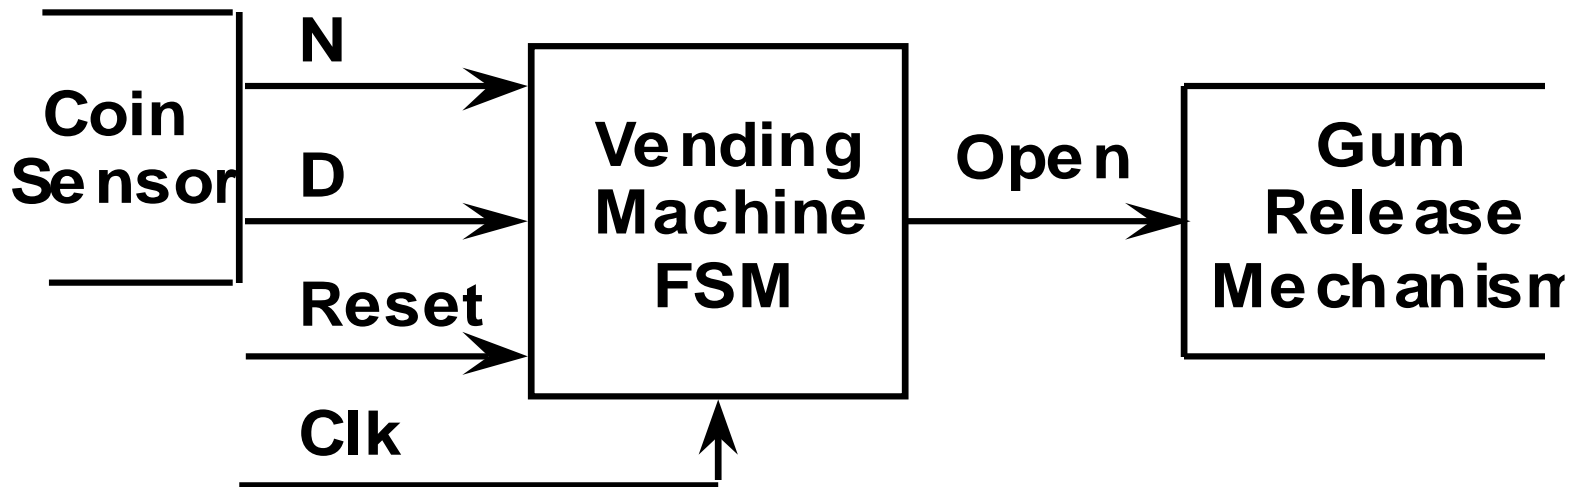 N
Coin
Sensor
D
Reset
Clk
Vending
Machine
FSM
Open
Gum
Release
Mechanism